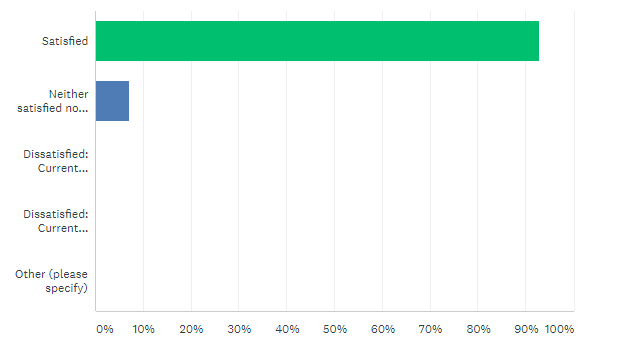 Satisfied
Neither
satisfied no...
Dissatisfied:
Current...
Dissatisfied:
Current...
Other (please
specify)
0% 10% 20% 30% 40% 50% 60% 70% 80% 90% 100%